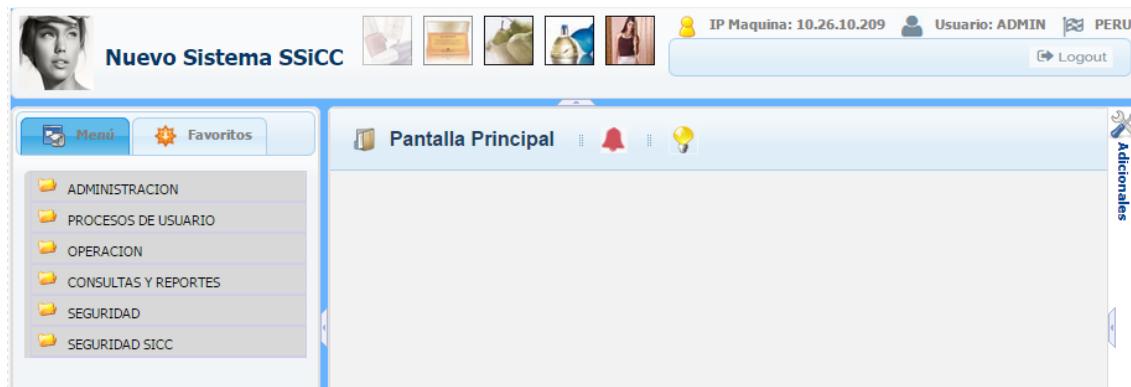 IP Maquina: 10.26.10.209 Usuario: ADMIN PERU
Nuevo Sistema SSiCC
Logout
Menú Favoritos
Pantalla Principal
Adicionales
ADMINISTRACION
PROCESOS DE USUARIO
OPERACION
CONSULTAS Y REPORTES
SEGURIDAD
SEGURIDAD SICC